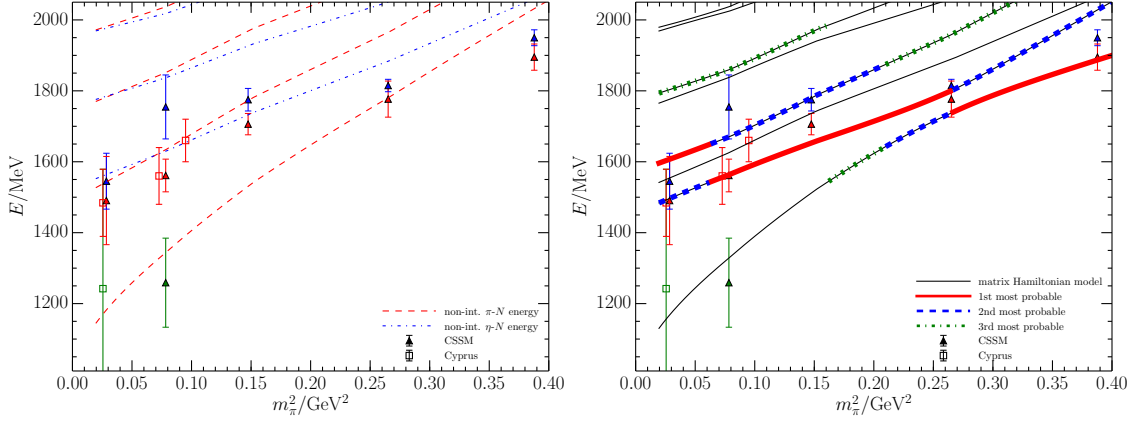 2000
1800
1600
1400
1200
E/MeV
0.00 0.05 0.10 0.15 0.20 0.25 0.30 0.35 0.40
m²π/GeV²
non-int. π-N energy
non-int. η-N energy
CSSM
Cyprus
2000
1800
1600
1400
1200
E/MeV
0.00 0.05 0.10 0.15 0.20 0.25 0.30 0.35 0.40
m²π/GeV²
matrix Hamiltonian model
1st most probable
2nd most probable
3rd most probable
CSSM
Cyprus